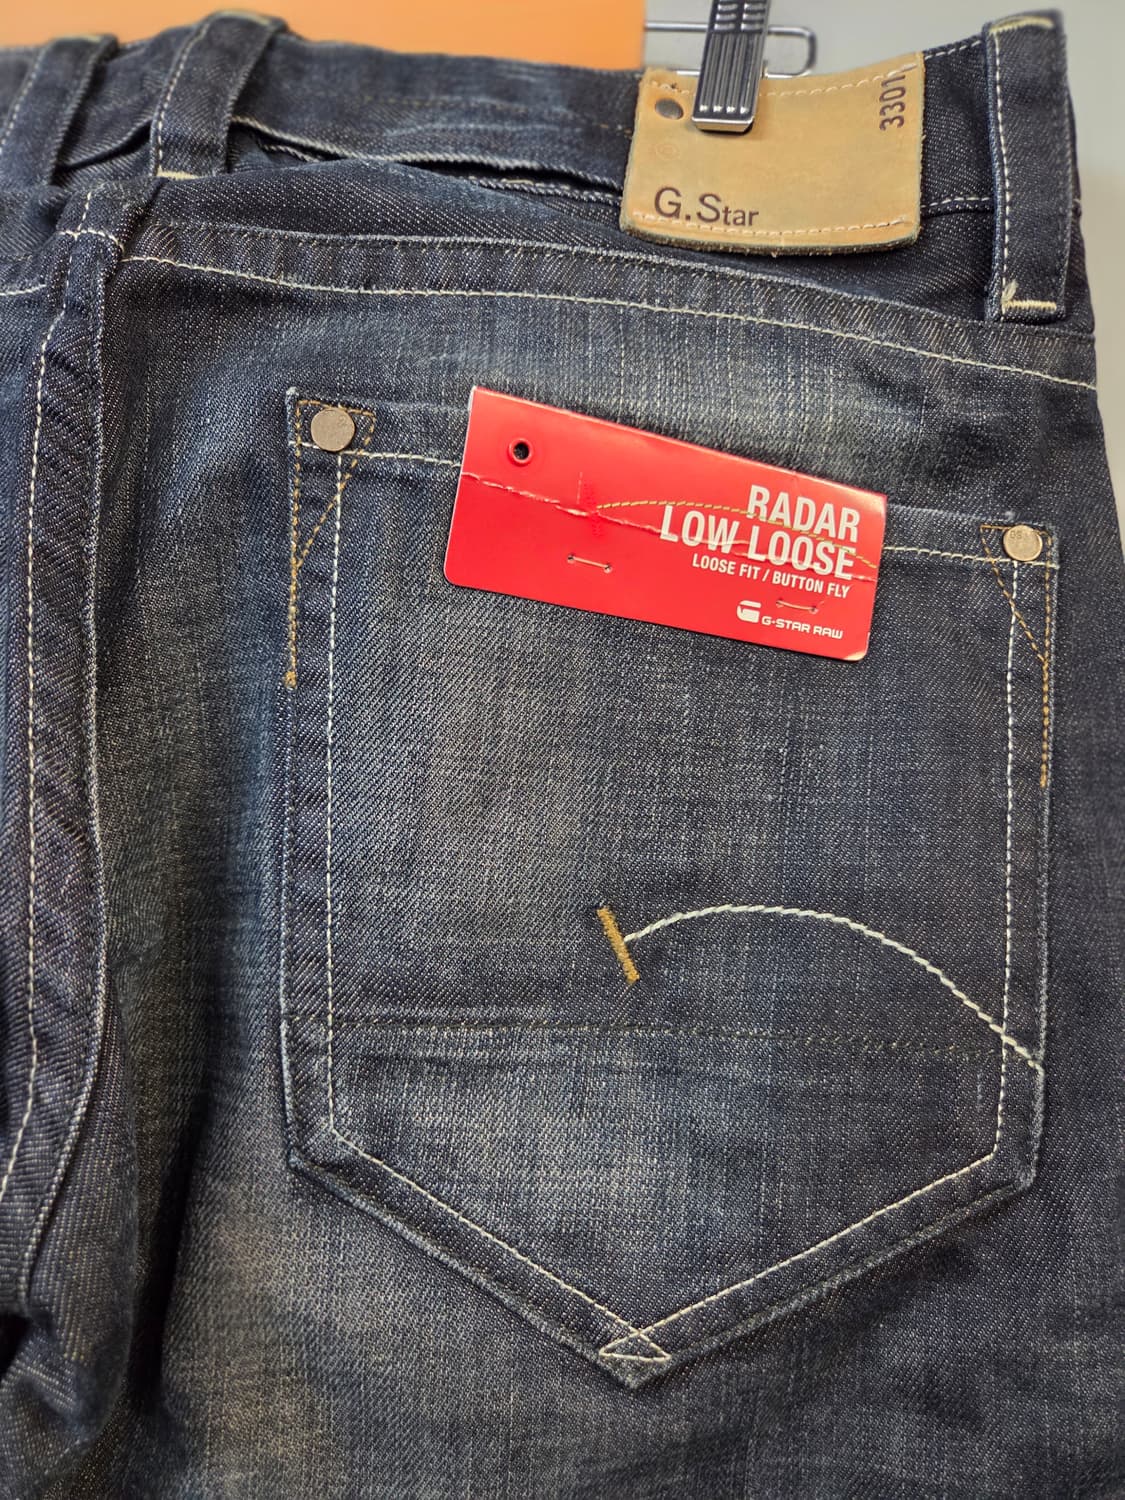 3301
G.Star
RADAR
LOW LOOSE
LOOSE FIT / BUTTON FLY
G-STAR RAW